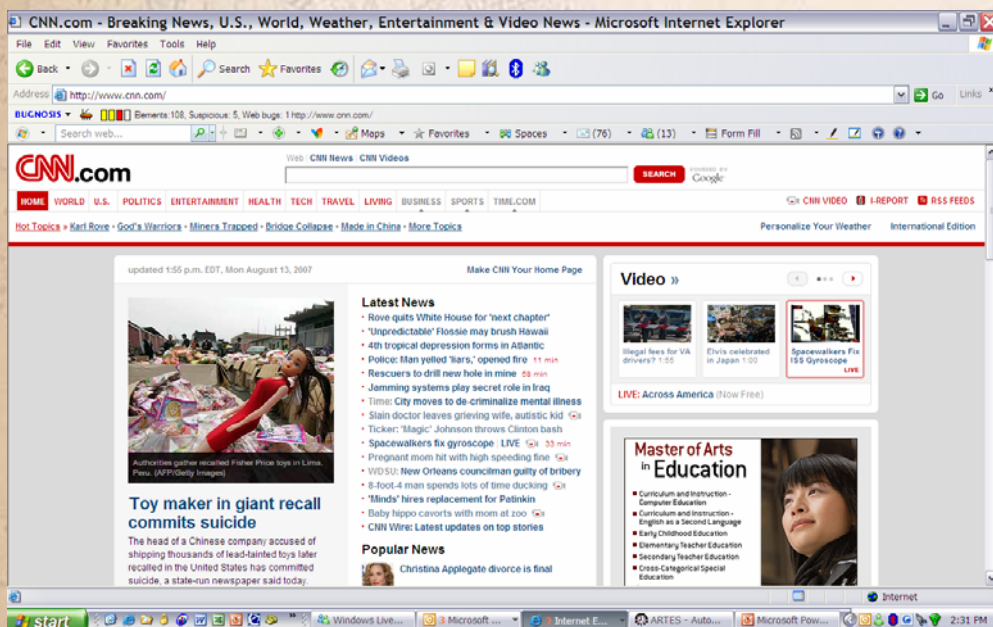 CNN.com - Breaking News, U.S., World, Weather, Entertainment & Video News - Microsoft Internet Explorer
File Edit View Favorites Tools Help
Back Search Favorites
Address http://www.cnn.com/ Go Links
BUGNOSIS Elements: 108, Suspicious: 5, Web bugs: 1 http://www.cnn.com/
Search web... Maps Favorites Spaces (76) (13) Form Fill
CNN.com
Web CNN News CNN Videos
SEARCH POWERED BY Google
HOME WORLD U.S. POLITICS ENTERTAINMENT HEALTH TECH TRAVEL LIVING BUSINESS SPORTS TIME.COM
CNN VIDEO I-REPORT RSS FEEDS
Hot Topics » Karl Rove • God's Warriors • Miners Trapped • Bridge Collapse • Made in China • More Topics
Personalize Your Weather International Edition
updated 1:55 p.m. EDT, Mon August 13, 2007
Make CNN Your Home Page
Authorities gather recalled Fisher Price toys in Lima,
Peru. (AFP/Getty Images)
Toy maker in giant recall
commits suicide
The head of a Chinese company accused of
shipping thousands of lead-tainted toys later
recalled in the United States has committed
suicide, a state-run newspaper said today.
Latest News
• Rove quits White House for 'next chapter'
• 'Unpredictable' Flossie may brush Hawaii
• 4th tropical depression forms in Atlantic
• Police: Man yelled 'liars,' opened fire 11 min
• Rescuers to drill new hole in mine 58 min
• Jamming systems play secret role in Iraq
• Time: City moves to de-criminalize mental illness
• Slain doctor leaves grieving wife, autistic kid
• Ticker: 'Magic' Johnson throws Clinton bash
• Spacewalkers fix gyroscope | LIVE 33 min
• Pregnant mom hit with high speeding fine
• WDSU: New Orleans councilman guilty of bribery
• 8-foot-4 man spends lots of time ducking
• 'Minds' hires replacement for Patinkin
• Baby hippo cavorts with mom at zoo
• CNN Wire: Latest updates on top stories
Popular News
Christina Applegate divorce is final
Video »
Illegal fees for VA
drivers? 1:55
Elvis celebrated
in Japan 1:00
Spacewalkers Fix
ISS Gyroscope
LIVE
LIVE: Across America (Now Free)
Master of Arts
in Education
■ Curriculum and Instruction -
Computer Education
■ Curriculum and Instruction -
English as a Second Language
■ Early Childhood Education
■ Elementary Teacher Education
■ Secondary Teacher Education
■ Cross-Categorical Special
Education
Internet
start Windows Live... 3 Microsoft ... Internet E... ARTES - Auto... Microsoft Pow... 2:31 PM